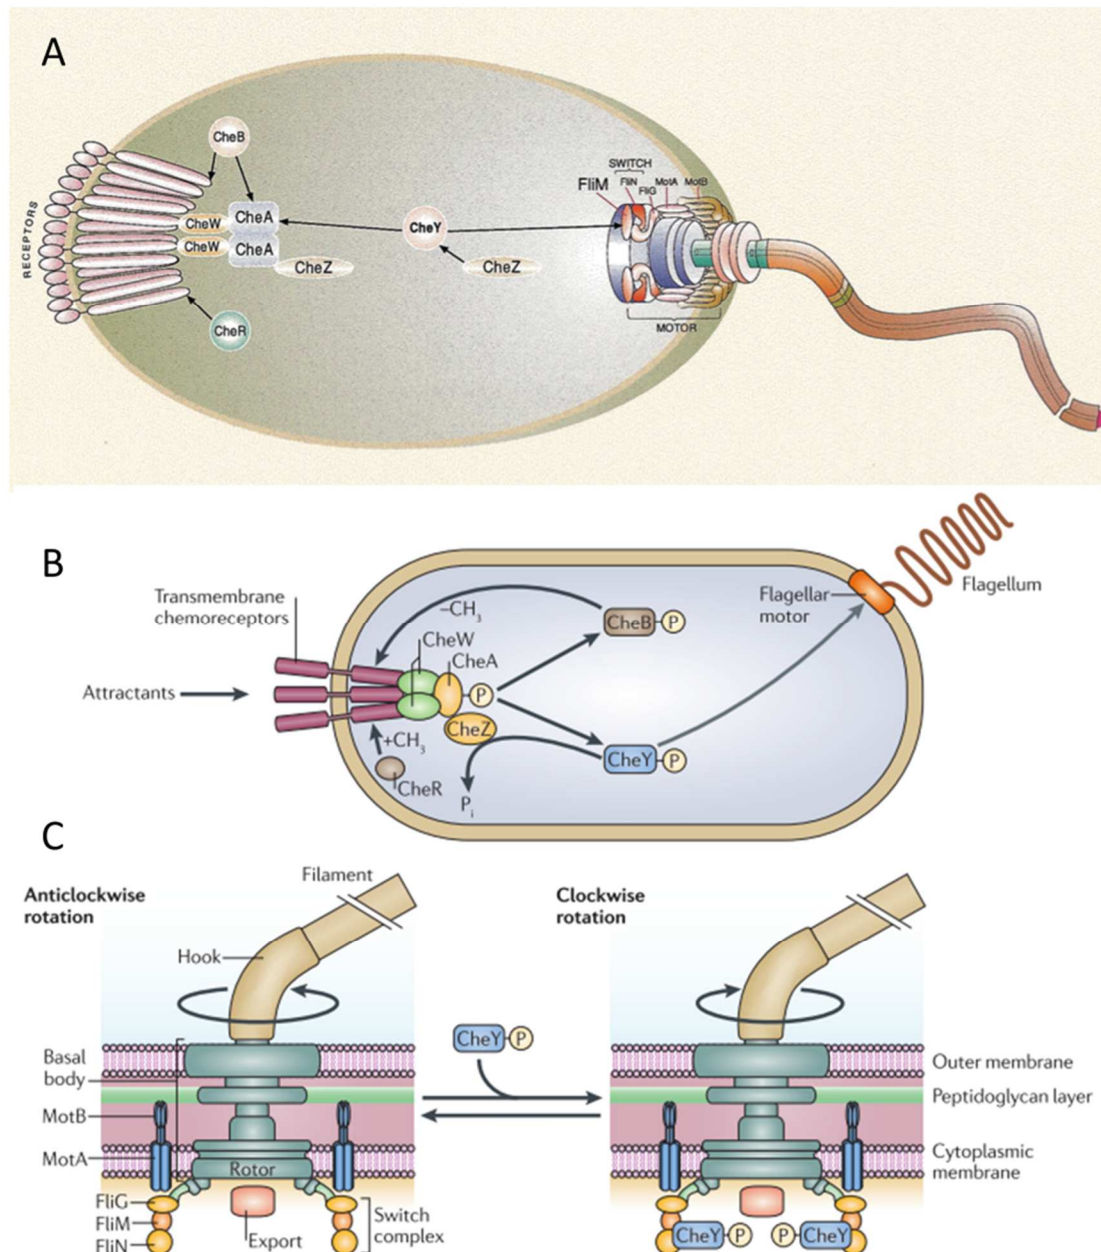 A
RECEPTORS
CheB
CheW
CheA
CheW
CheA
CheZ
CheR
CheY
CheZ
SWITCH
FliM
FliN
FliG
MotA
MotB
MOTOR
B
Transmembrane
chemoreceptors
Attractants
–CH3
CheW
CheA
P
CheZ
+CH3
CheR
Pi
CheB
P
CheY
P
Flagellar
motor
Flagellum
C
Anticlockwise
rotation
Filament
Hook
Basal
body
MotB
MotA
Rotor
FliG
FliM
FliN
Export
Switch
complex
CheY
P
Clockwise
rotation
Outer membrane
Peptidoglycan layer
Cytoplasmic
membrane
CheY
P
P
CheY